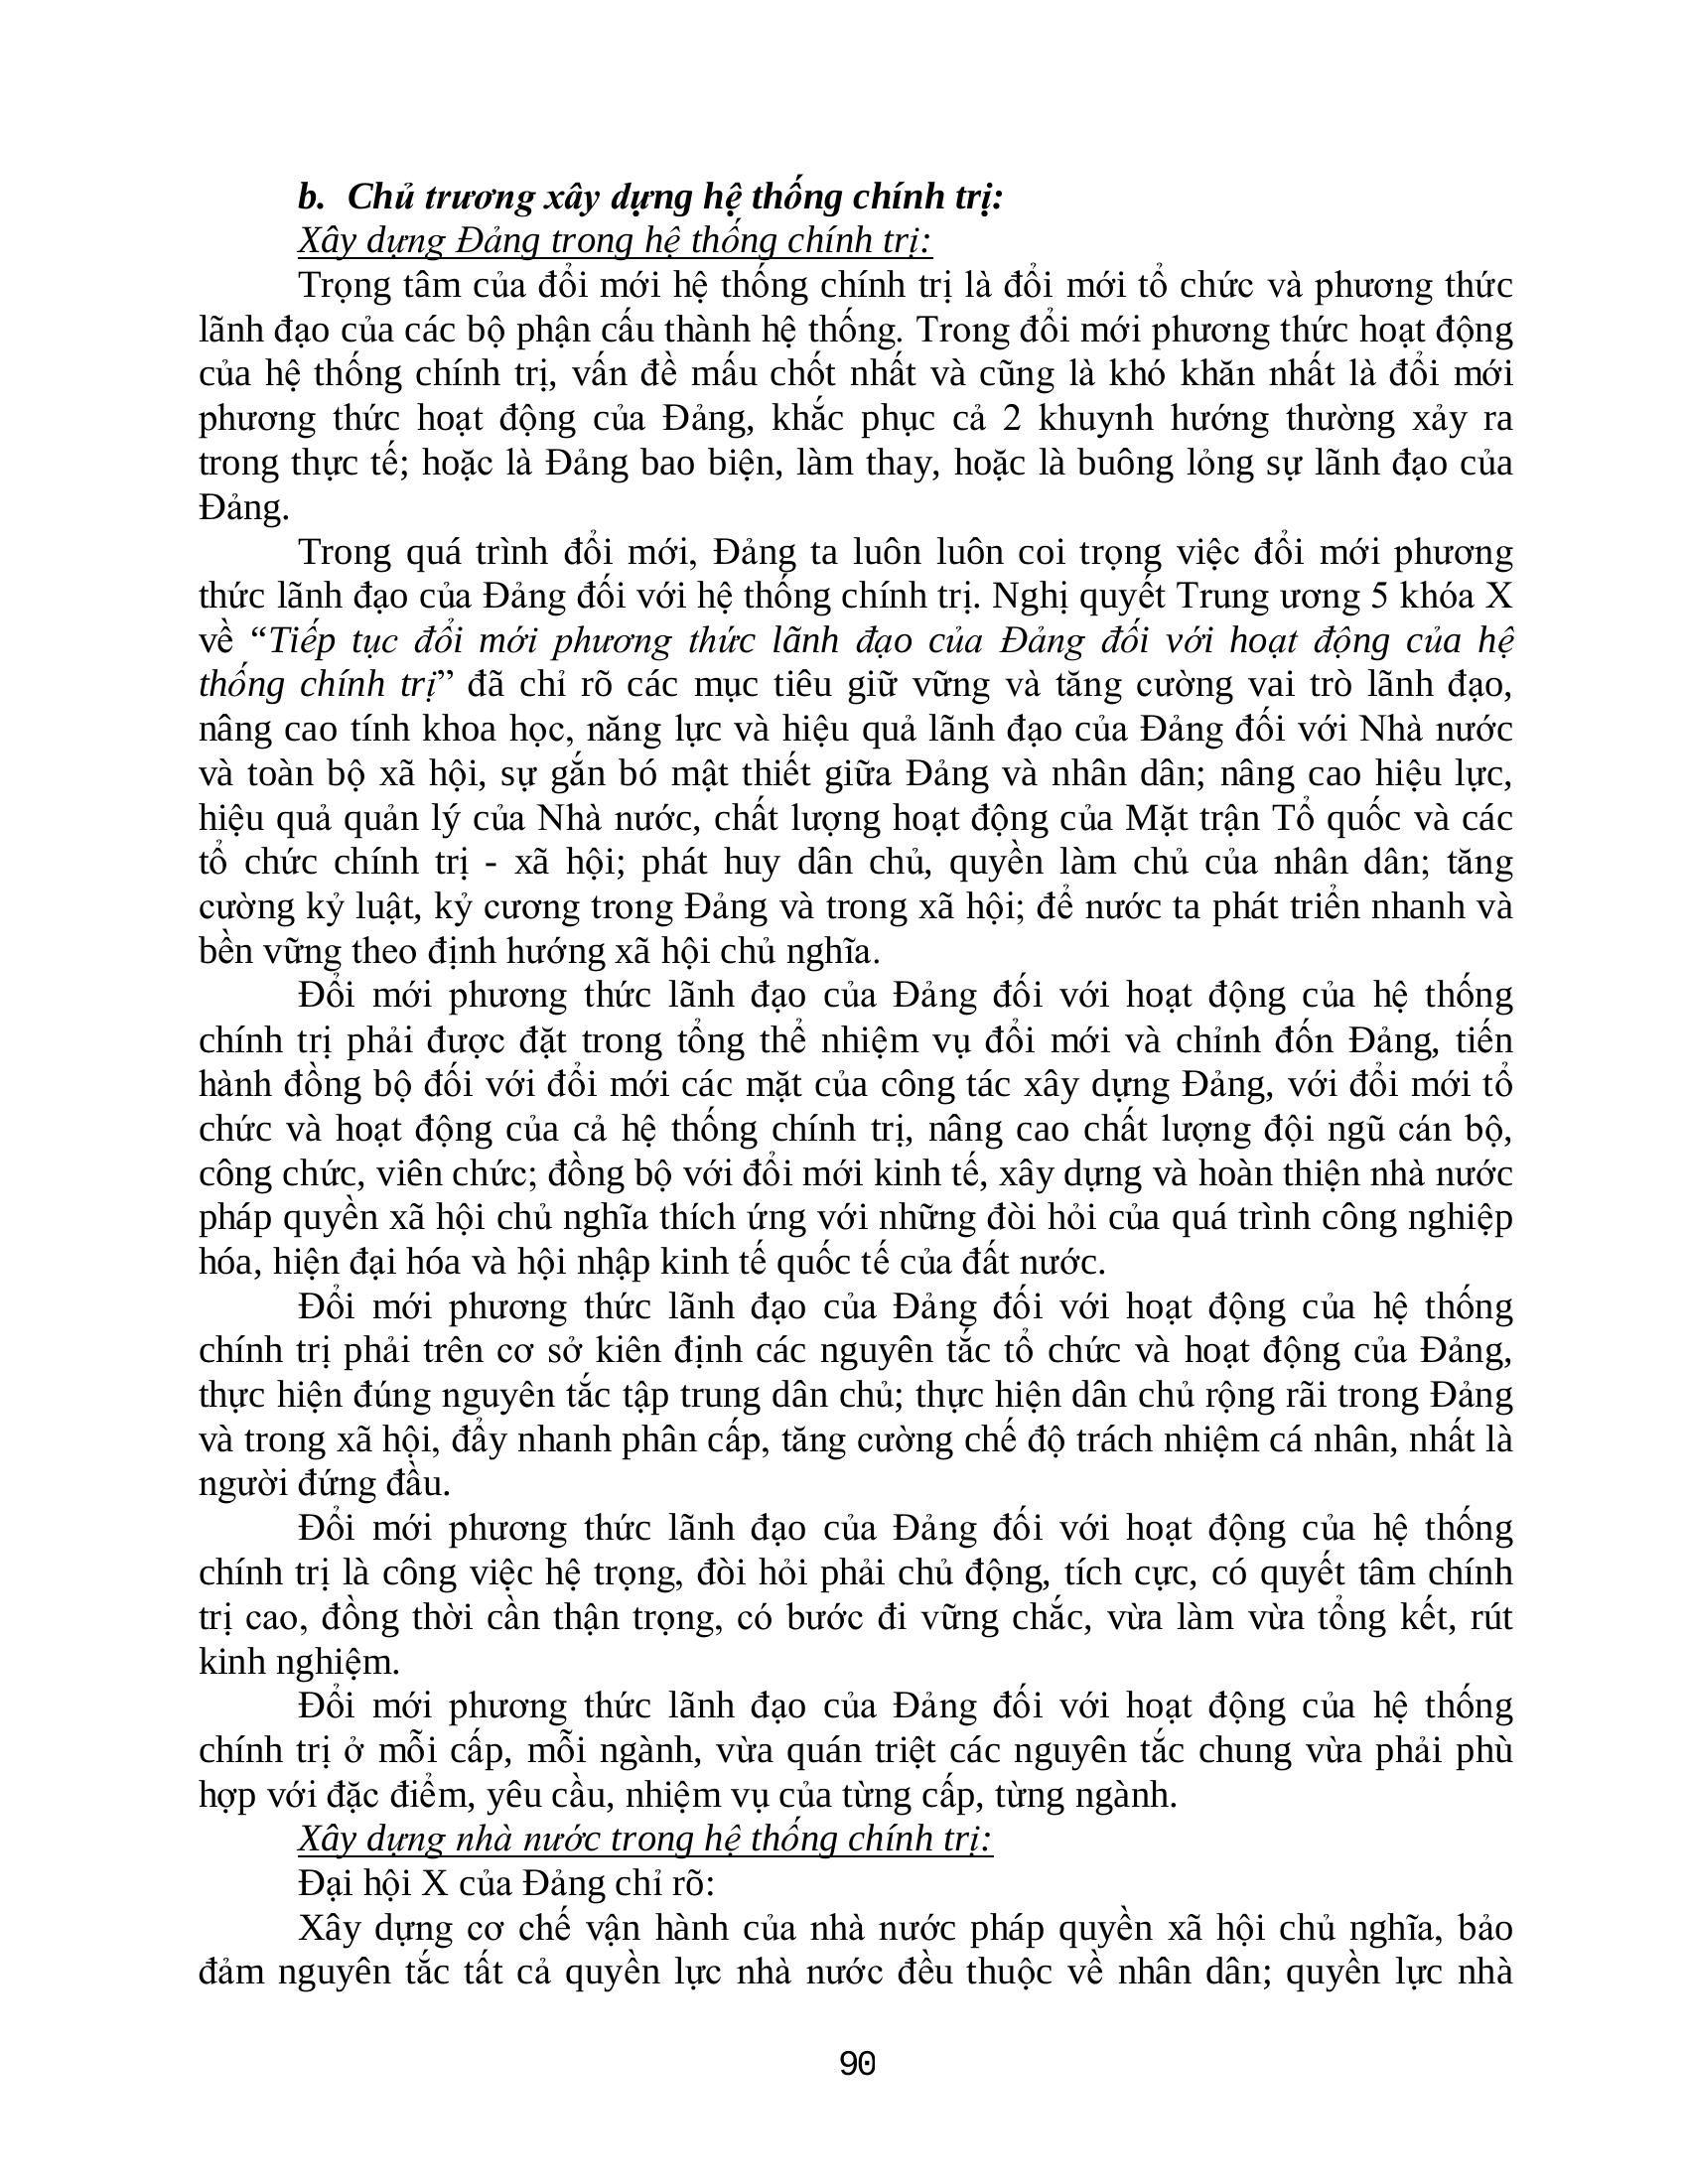 b. Chủ trương xây dựng hệ thống chính trị:
Xây dựng Đảng trong hệ thống chính trị:
Trọng tâm của đổi mới hệ thống chính trị là đổi mới tổ chức và phương thức
lãnh đạo của các bộ phận cấu thành hệ thống. Trong đổi mới phương thức hoạt động
của hệ thống chính trị, vấn đề mấu chốt nhất và cũng là khó khăn nhất là đổi mới
phương thức hoạt động của Đảng, khắc phục cả 2 khuynh hướng thường xảy ra
trong thực tế; hoặc là Đảng bao biện, làm thay, hoặc là buông lỏng sự lãnh đạo của
Đảng.
Trong quá trình đổi mới, Đảng ta luôn luôn coi trọng việc đổi mới phương
thức lãnh đạo của Đảng đối với hệ thống chính trị. Nghị quyết Trung ương 5 khóa X
về “Tiếp tục đổi mới phương thức lãnh đạo của Đảng đối với hoạt động của hệ
thống chính trị” đã chỉ rõ các mục tiêu giữ vững và tăng cường vai trò lãnh đạo,
nâng cao tính khoa học, năng lực và hiệu quả lãnh đạo của Đảng đối với Nhà nước
và toàn bộ xã hội, sự gắn bó mật thiết giữa Đảng và nhân dân; nâng cao hiệu lực,
hiệu quả quản lý của Nhà nước, chất lượng hoạt động của Mặt trận Tổ quốc và các
tổ chức chính trị - xã hội; phát huy dân chủ, quyền làm chủ của nhân dân; tăng
cường kỷ luật, kỷ cương trong Đảng và trong xã hội; để nước ta phát triển nhanh và
bền vững theo định hướng xã hội chủ nghĩa.
Đổi mới phương thức lãnh đạo của Đảng đối với hoạt động của hệ thống
chính trị phải được đặt trong tổng thể nhiệm vụ đổi mới và chỉnh đốn Đảng, tiến
hành đồng bộ đối với đổi mới các mặt của công tác xây dựng Đảng, với đổi mới tổ
chức và hoạt động của cả hệ thống chính trị, nâng cao chất lượng đội ngũ cán bộ,
công chức, viên chức; đồng bộ với đổi mới kinh tế, xây dựng và hoàn thiện nhà nước
pháp quyền xã hội chủ nghĩa thích ứng với những đòi hỏi của quá trình công nghiệp
hóa, hiện đại hóa và hội nhập kinh tế quốc tế của đất nước.
Đổi mới phương thức lãnh đạo của Đảng đối với hoạt động của hệ thống
chính trị phải trên cơ sở kiên định các nguyên tắc tổ chức và hoạt động của Đảng,
thực hiện đúng nguyên tắc tập trung dân chủ; thực hiện dân chủ rộng rãi trong Đảng
và trong xã hội, đẩy nhanh phân cấp, tăng cường chế độ trách nhiệm cá nhân, nhất là
người đứng đầu.
Đổi mới phương thức lãnh đạo của Đảng đối với hoạt động của hệ thống
chính trị là công việc hệ trọng, đòi hỏi phải chủ động, tích cực, có quyết tâm chính
trị cao, đồng thời cần thận trọng, có bước đi vững chắc, vừa làm vừa tổng kết, rút
kinh nghiệm.
Đổi mới phương thức lãnh đạo của Đảng đối với hoạt động của hệ thống
chính trị ở mỗi cấp, mỗi ngành, vừa quán triệt các nguyên tắc chung vừa phải phù
hợp với đặc điểm, yêu cầu, nhiệm vụ của từng cấp, từng ngành.
Xây dựng nhà nước trong hệ thống chính trị:
Đại hội X của Đảng chỉ rõ:
Xây dựng cơ chế vận hành của nhà nước pháp quyền xã hội chủ nghĩa, bảo
đảm nguyên tắc tất cả quyền lực nhà nước đều thuộc về nhân dân; quyền lực nhà
90